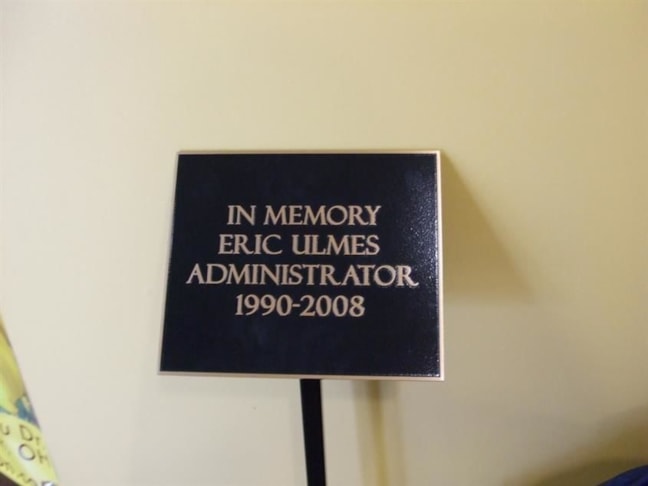 IN MEMORY
ERIC ULMES
ADMINISTRATOR
1990-2008